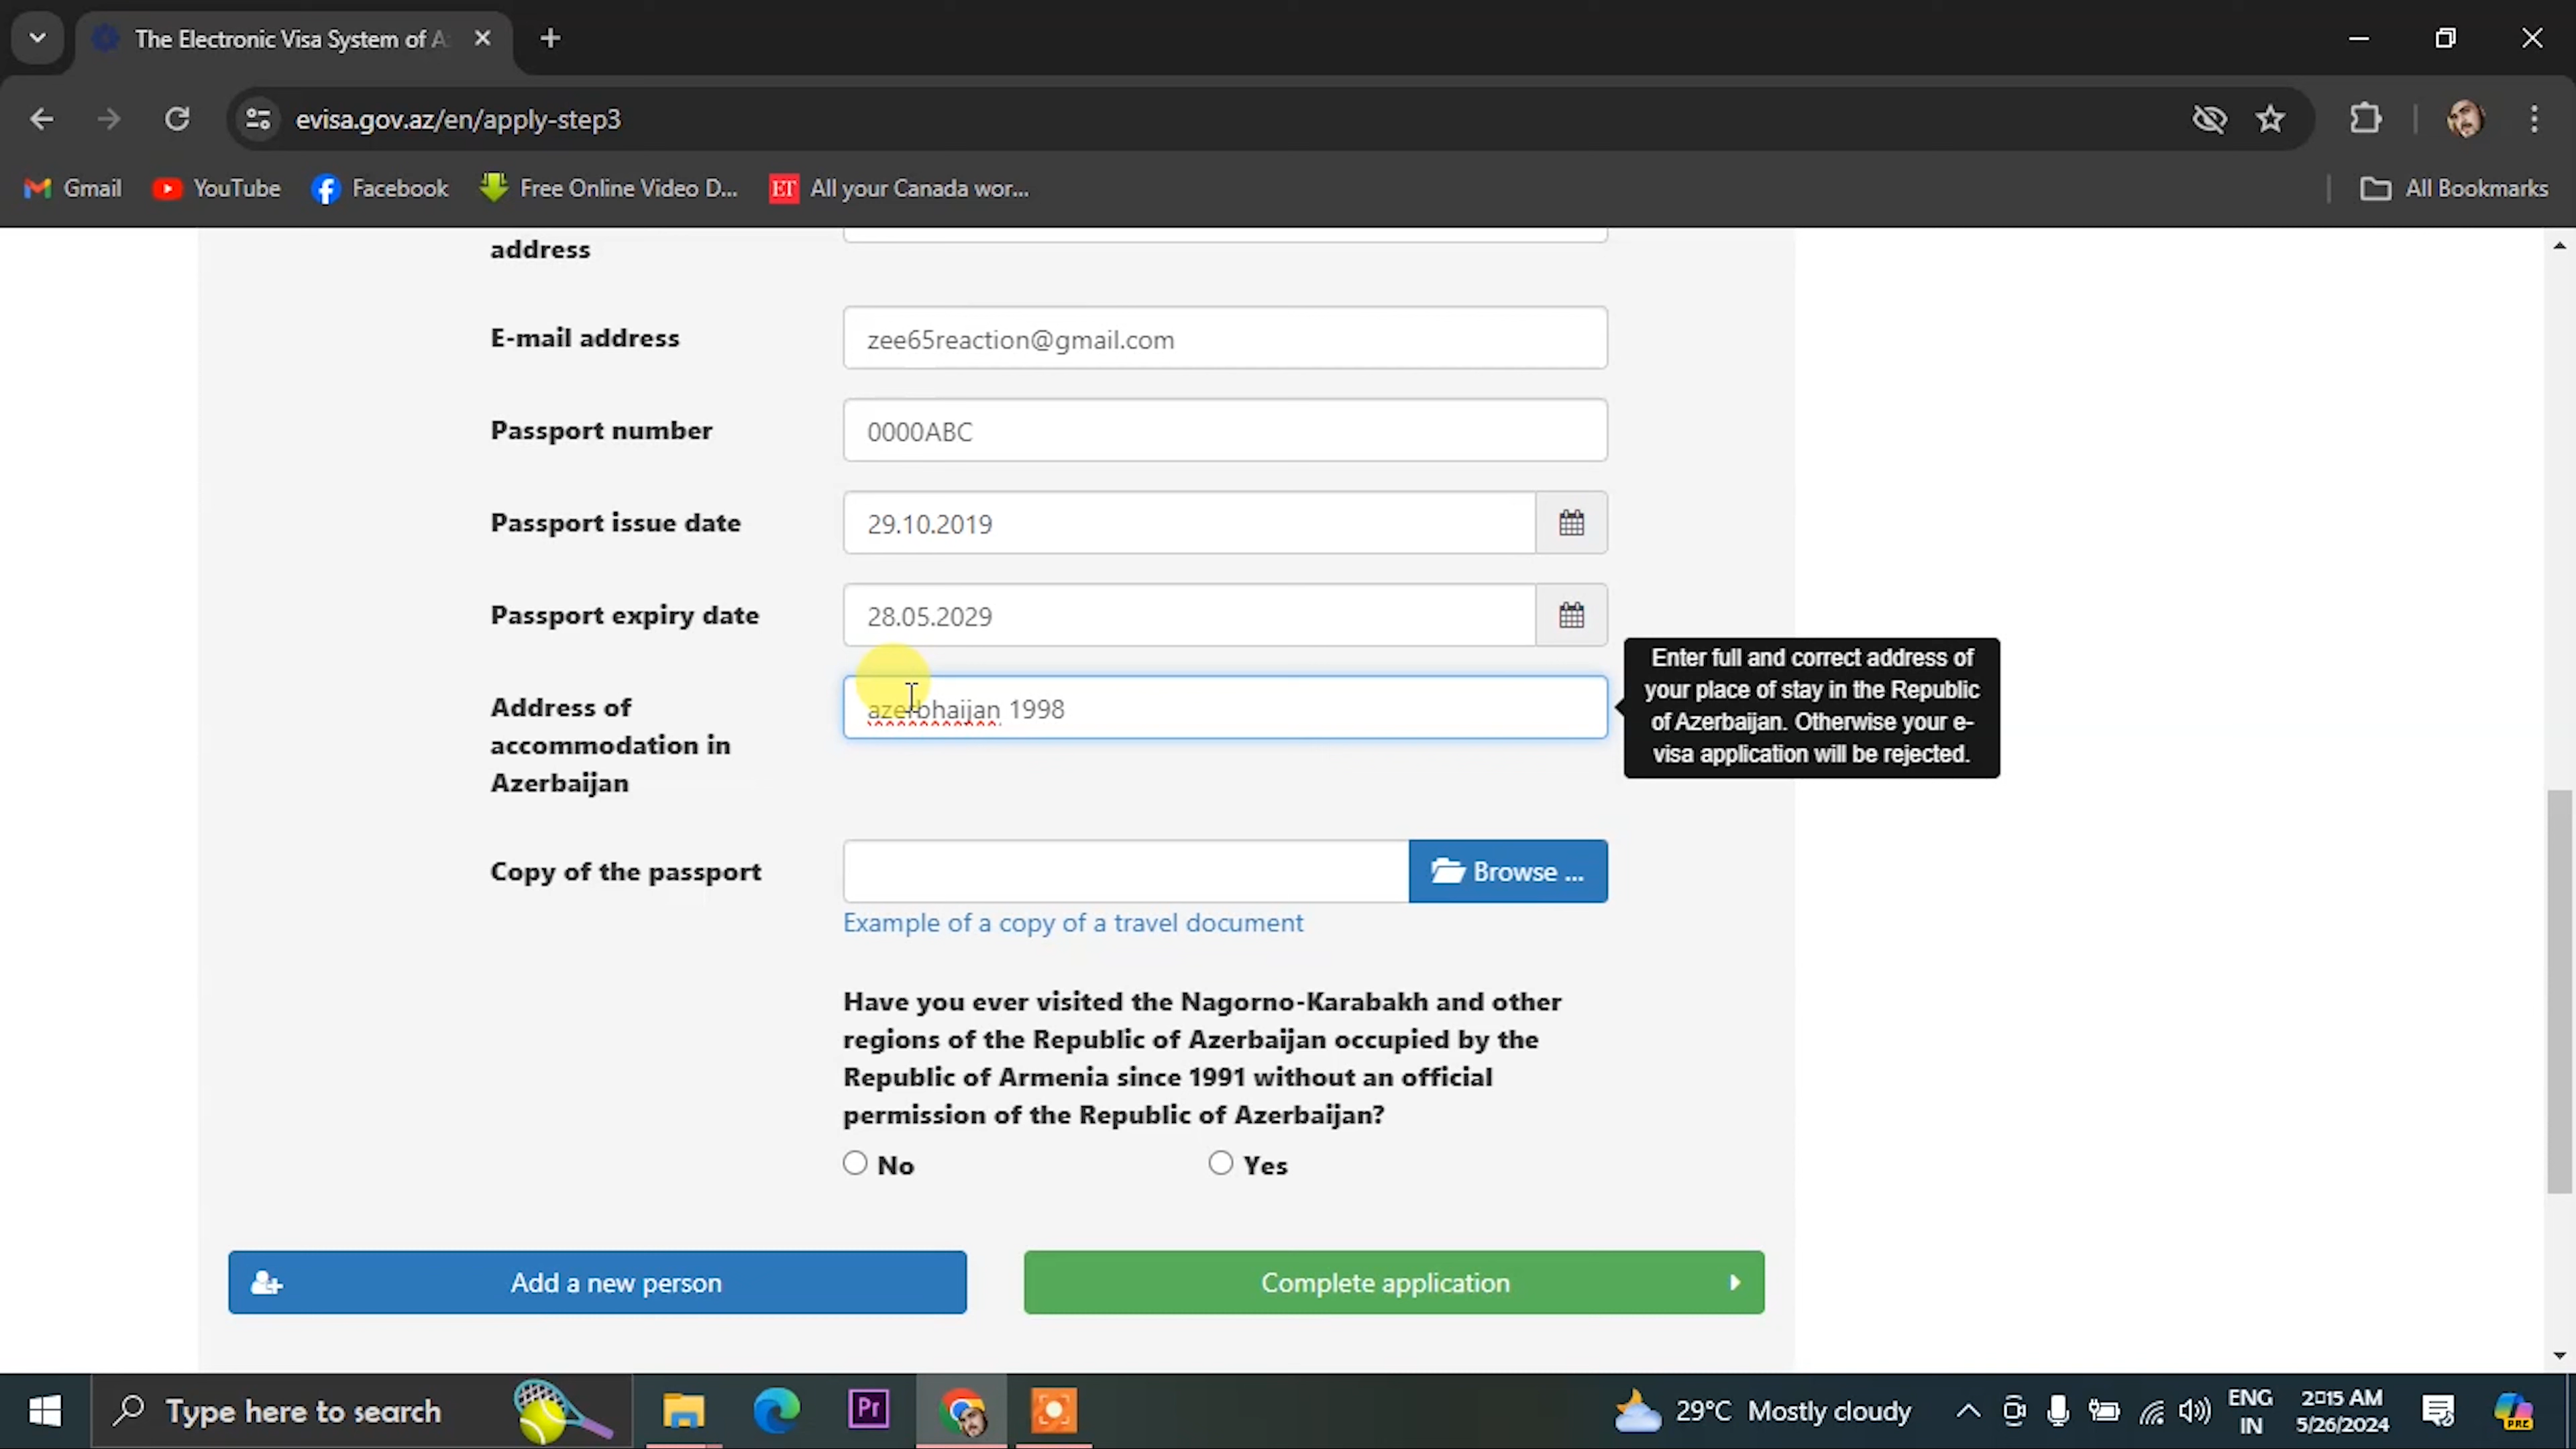 The Electronic Visa System of A
evisa.gov.az/en/apply-step3
Gmail
YouTube
Facebook
Free Online Video D...
ET
All your Canada wor...
All Bookmarks
address
E-mail address
zee65reaction@gmail.com
Passport number
0000ABC
Passport issue date
29.10.2019
Passport expiry date
28.05.2029
Address of
accommodation in
Azerbaijan
azerbhaijan 1998
Enter full and correct address of
your place of stay in the Republic
of Azerbaijan. Otherwise your e-
visa application will be rejected.
Copy of the passport
Browse ...
Example of a copy of a travel document
Have you ever visited the Nagorno-Karabakh and other
regions of the Republic of Azerbaijan occupied by the
Republic of Armenia since 1991 without an official
permission of the Republic of Azerbaijan?
No
Yes
Add a new person
Complete application
Type here to search
Pr
29°C Mostly cloudy
ENG
IN
2:15 AM
5/26/2024
PRE